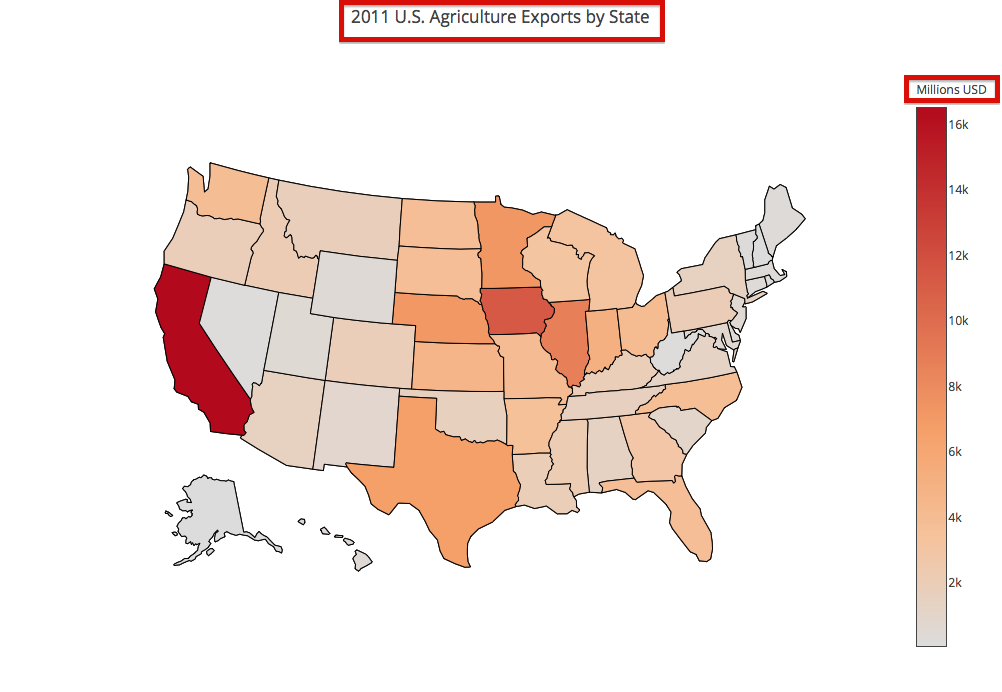 2011 U.S. Agriculture Exports by State
Millions USD
16k
14k
12k
10k
8k
6k
4k
2k